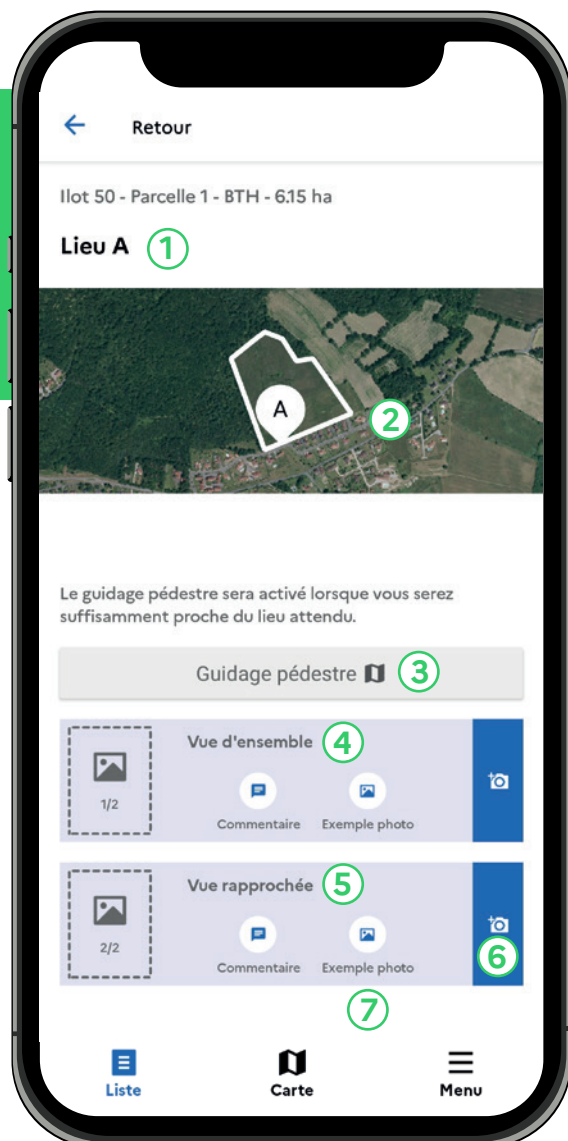 Retour
Ilot 50 - Parcelle 1 - BTH - 6.15 ha
Lieu A 1
A
2
Le guidage pédestre sera activé lorsque vous serez
suffisamment proche du lieu attendu.
Guidage pédestre 3
Vue d'ensemble 4
1/2
Commentaire Exemple photo
Vue rapprochée 5
2/2
6
Commentaire Exemple photo
7
Liste Carte Menu